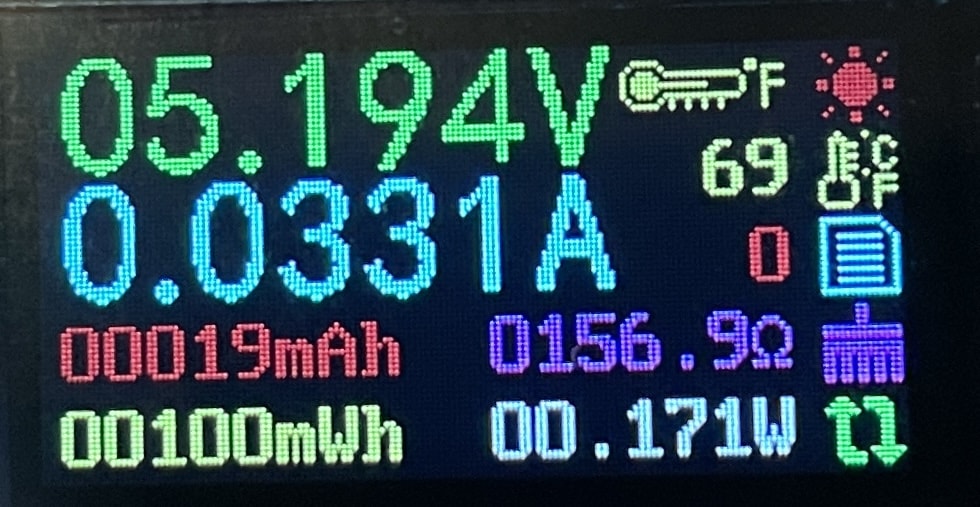 05.194V °F
69 °C °F
0.0331A 0
00019mAh 0156.9Ω
00100mWh 00.171W